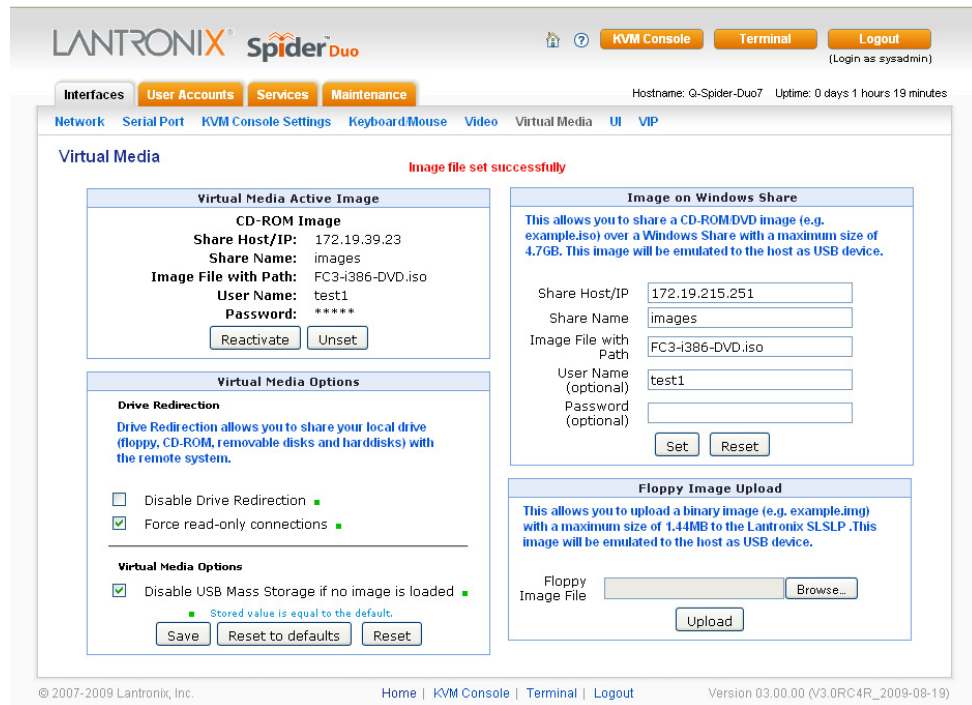 LANTRONIX® Spider™ Duo
KVM Console Terminal Logout
(Login as sysadmin)
Interfaces User Accounts Services Maintenance
Hostname: Q-Spider-Duo7 Uptime: 0 days 1 hours 19 minutes
Network Serial Port KVM Console Settings Keyboard/Mouse Video Virtual Media UI VIP
Virtual Media
Image file set successfully
Virtual Media Active Image
CD-ROM Image
Share Host/IP: 172.19.39.23
Share Name: images
Image File with Path: FC3-i386-DVD.iso
User Name: test1
Password: *****
Reactivate Unset
Virtual Media Options
Drive Redirection
Drive Redirection allows you to share your local drive
(floppy, CD-ROM, removable disks and harddisks) with
the remote system.
Disable Drive Redirection
Force read-only connections
Virtual Media Options
Disable USB Mass Storage if no image is loaded
Stored value is equal to the default.
Save Reset to defaults Reset
Image on Windows Share
This allows you to share a CD-ROM/DVD image (e.g.
example.iso) over a Windows Share with a maximum size of
4.7GB. This image will be emulated to the host as USB device.
Share Host/IP 172.19.215.251
Share Name images
Image File with
Path FC3-i386-DVD.iso
User Name
(optional) test1
Password
(optional)
Set Reset
Floppy Image Upload
This allows you to upload a binary image (e.g. example.img)
with a maximum size of 1.44MB to the Lantronix SLSLP .This
image will be emulated to the host as USB device.
Floppy
Image File Browse...
Upload
© 2007-2009 Lantronix, Inc.
Home | KVM Console | Terminal | Logout
Version 03.00.00 (V3.0RC4R_2009-08-19)